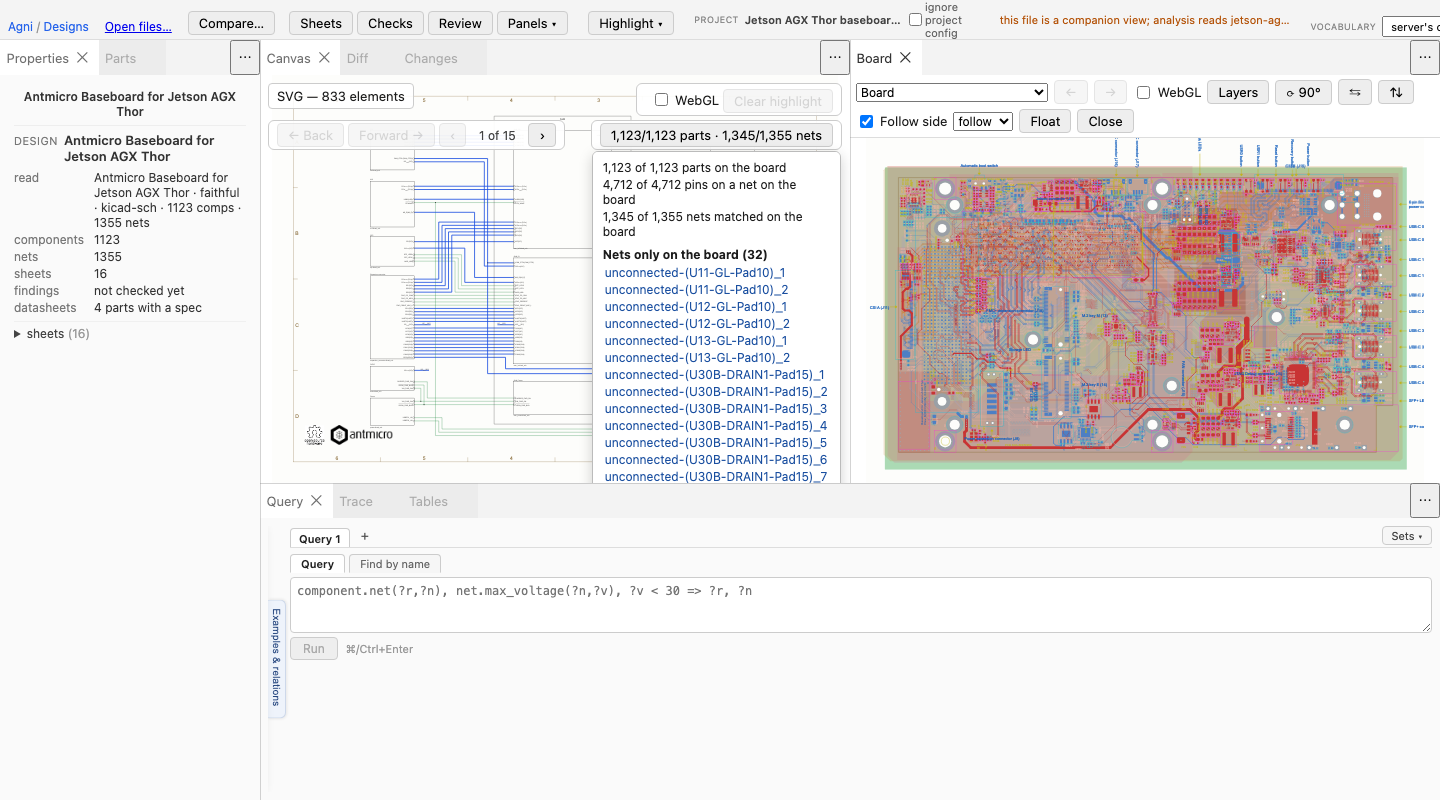 Agni / Designs
Open files...
Compare...
Sheets
Checks
Review
Panels ▾
Highlight ▾
PROJECT
Jetson AGX Thor baseboar...
ignore project config
this file is a companion view; analysis reads jetson-ag...
VOCABULARY
server's c
Properties
Parts
...
Antmicro Baseboard for Jetson AGX
Thor
DESIGN Antmicro Baseboard for
Jetson AGX Thor
read Antmicro Baseboard for
Jetson AGX Thor · faithful
· kicad-sch · 1123 comps ·
1355 nets
components 1123
nets 1355
sheets 16
findings not checked yet
datasheets 4 parts with a spec
▶ sheets (16)
Canvas
Diff
Changes
...
SVG — 833 elements
WebGL
Clear highlight
← Back
Forward →
‹
1 of 15
›
1,123/1,123 parts · 1,345/1,355 nets
1,123 of 1,123 parts on the board
4,712 of 4,712 pins on a net on the
board
1,345 of 1,355 nets matched on the
board
Nets only on the board (32)
unconnected-(U11-GL-Pad10)_1
unconnected-(U11-GL-Pad10)_2
unconnected-(U12-GL-Pad10)_1
unconnected-(U12-GL-Pad10)_2
unconnected-(U13-GL-Pad10)_1
unconnected-(U13-GL-Pad10)_2
unconnected-(U30B-DRAIN1-Pad15)_1
unconnected-(U30B-DRAIN1-Pad15)_2
unconnected-(U30B-DRAIN1-Pad15)_3
unconnected-(U30B-DRAIN1-Pad15)_4
unconnected-(U30B-DRAIN1-Pad15)_5
unconnected-(U30B-DRAIN1-Pad15)_6
unconnected-(U30B-DRAIN1-Pad15)_7
antmicro
Board
...
Board
←
→
WebGL
Layers
⟳ 90°
⇆
⇅
Follow side
follow
Float
Close
Query
Trace
Tables
...
Query 1
+
Sets ▾
Query
Find by name
component.net(?r,?n), net.max_voltage(?n,?v), ?v < 30 => ?r, ?n
Run
⌘/Ctrl+Enter
Examples & relations